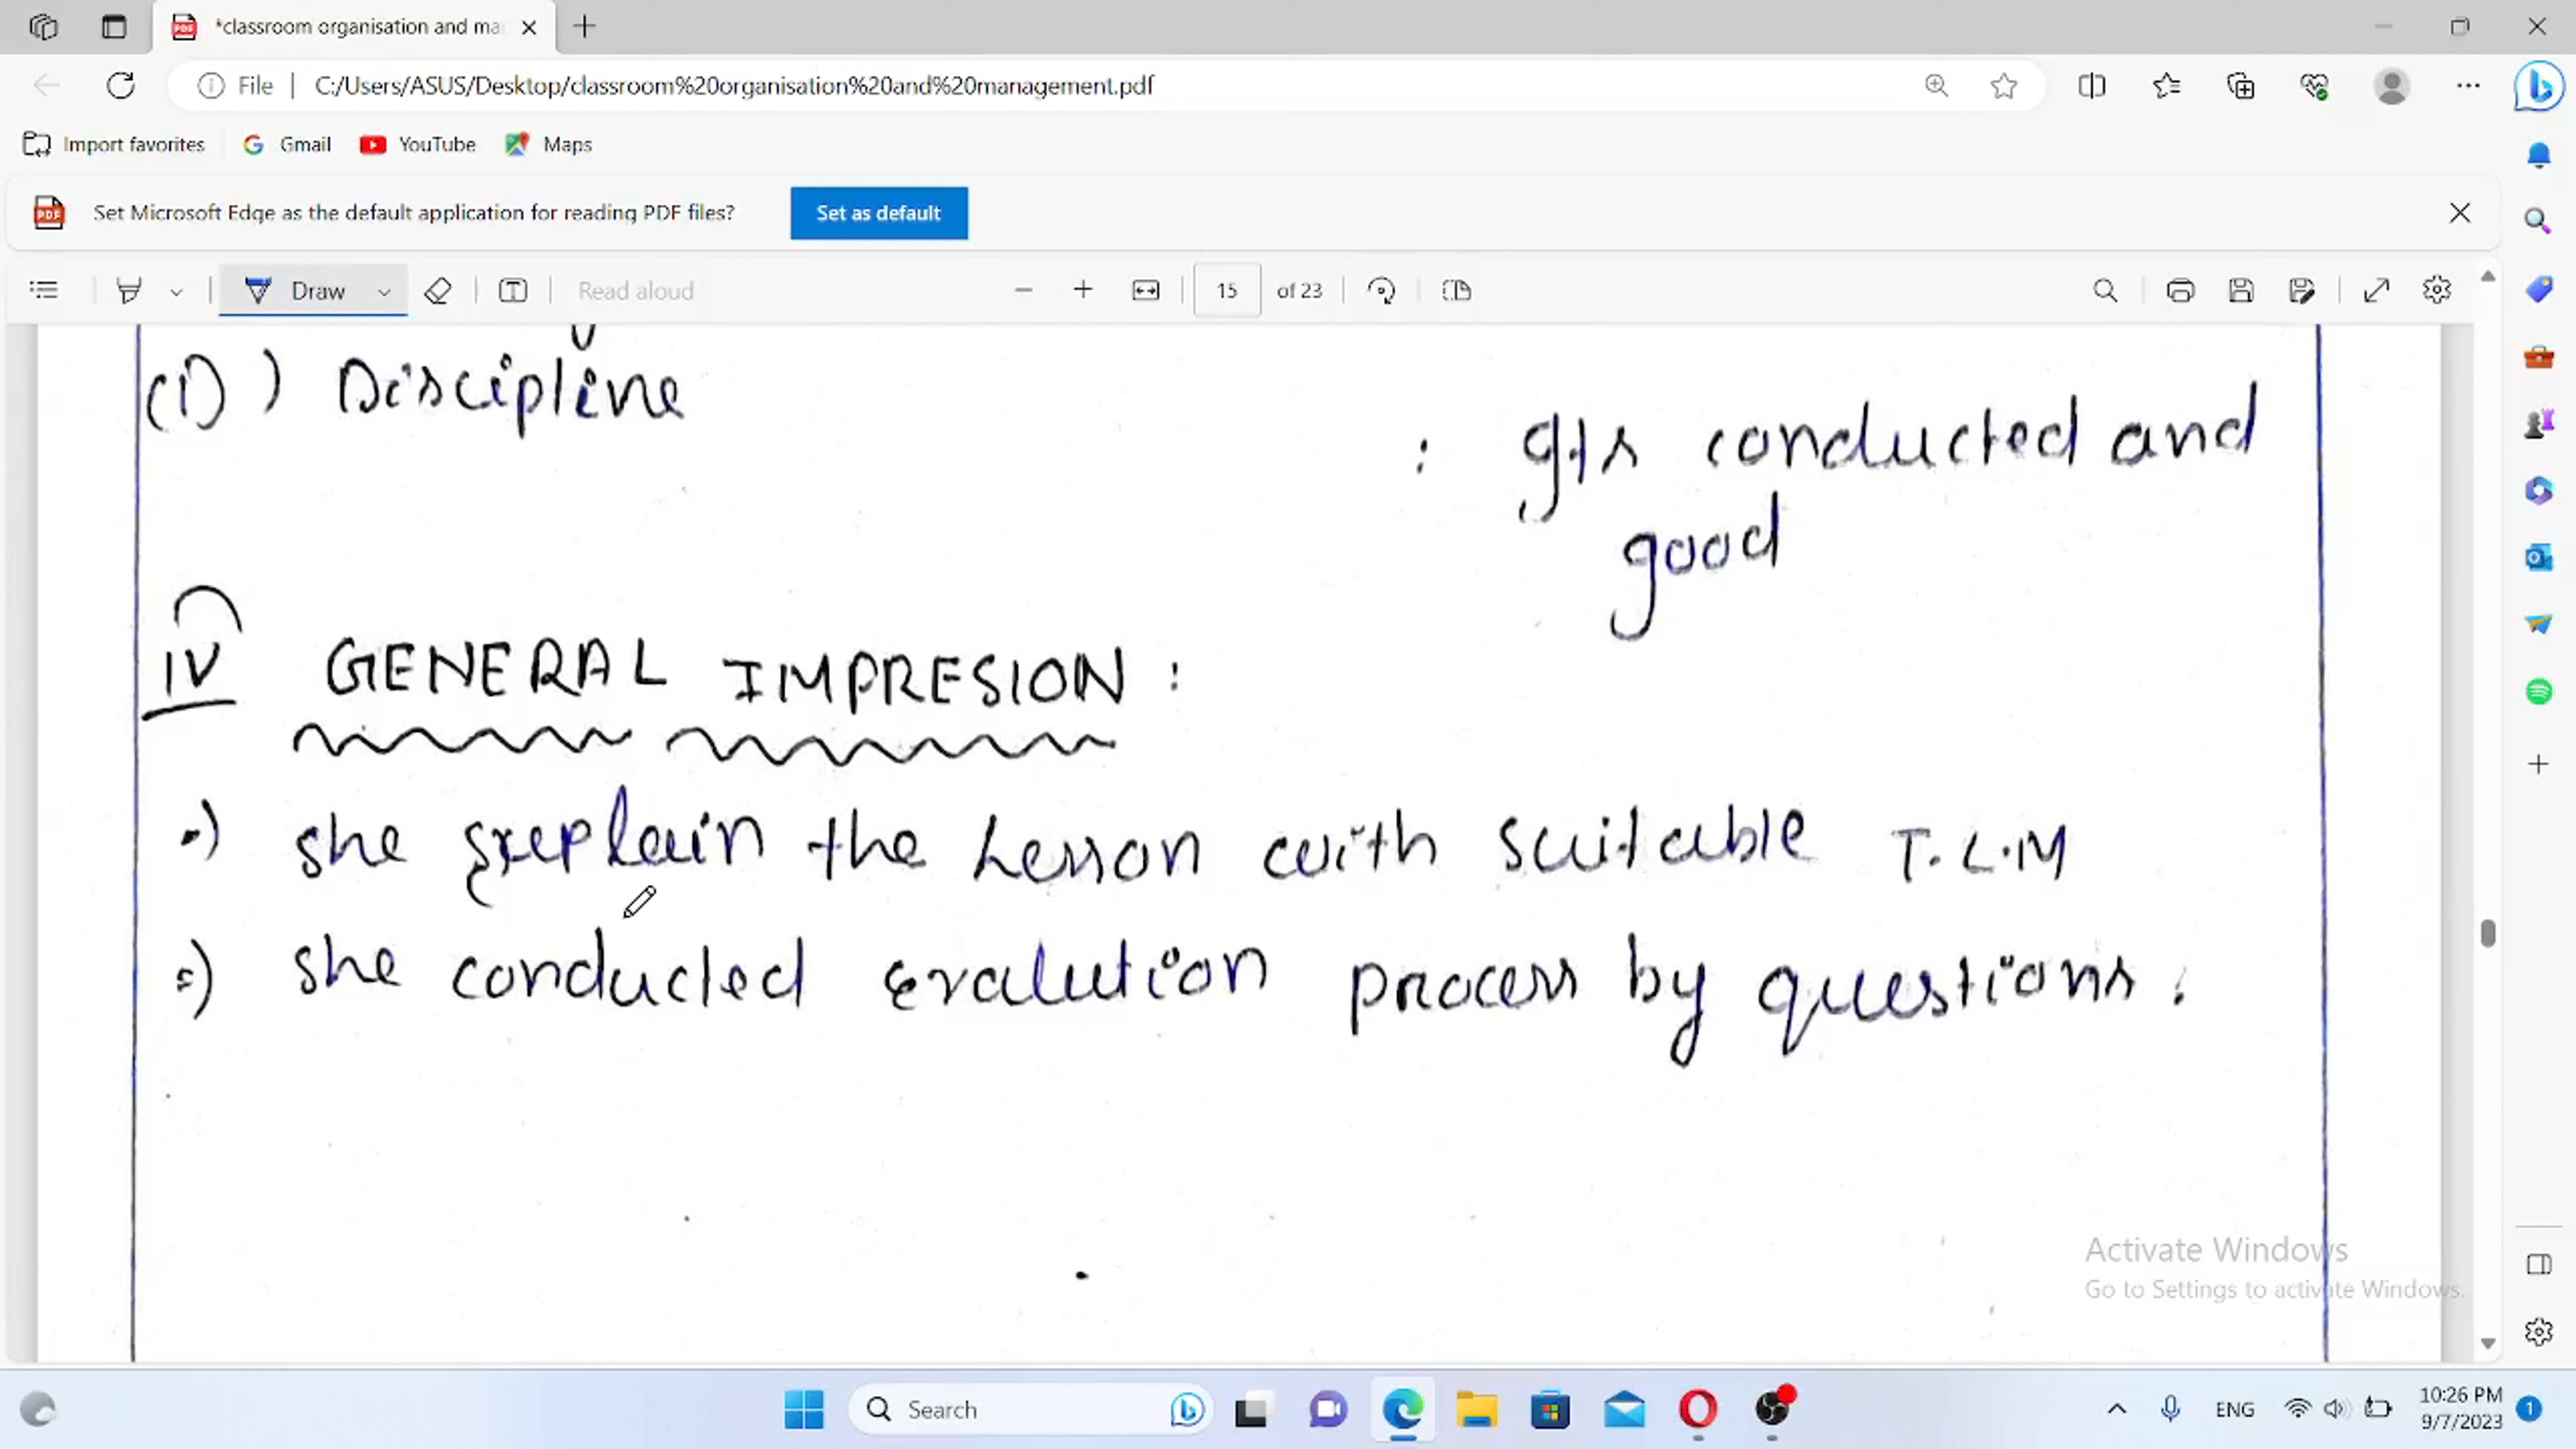 *classroom organisation and ma
File | C:/Users/ASUS/Desktop/classroom%20organisation%20and%20management.pdf
Import favorites Gmail YouTube Maps
Set Microsoft Edge as the default application for reading PDF files? Set as default
Draw Read aloud 15 of 23
(i)) Discipline
: Its conducted and
good
IV GENERAL IMPRESION :
she explain the Lesson with suitable T.L.M
she conducted evalution process by questions.
Activate Windows
Go to Settings to activate Windows.
Search
ENG
10:26 PM
9/7/2023
1